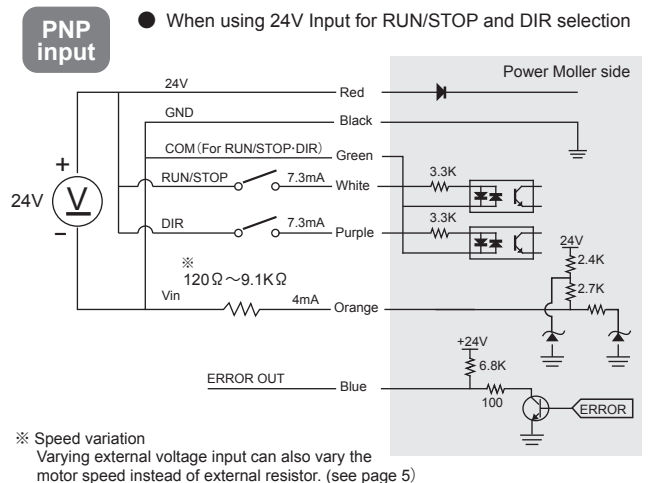 PNP
input
● When using 24V Input for RUN/STOP and DIR selection
Power Moller side
24V
Red
GND
Black
COM (For RUN/STOP·DIR)
Green
RUN/STOP
7.3mA
White
3.3K
+
24V
V
−
DIR
7.3mA
Purple
3.3K
24V
2.4K
2.7K
※
120Ω～9.1KΩ
Vin
4mA
Orange
+24V
6.8K
ERROR OUT
Blue
100
ERROR
※ Speed variation
Varying external voltage input can also vary the
motor speed instead of external resistor. (see page 5)